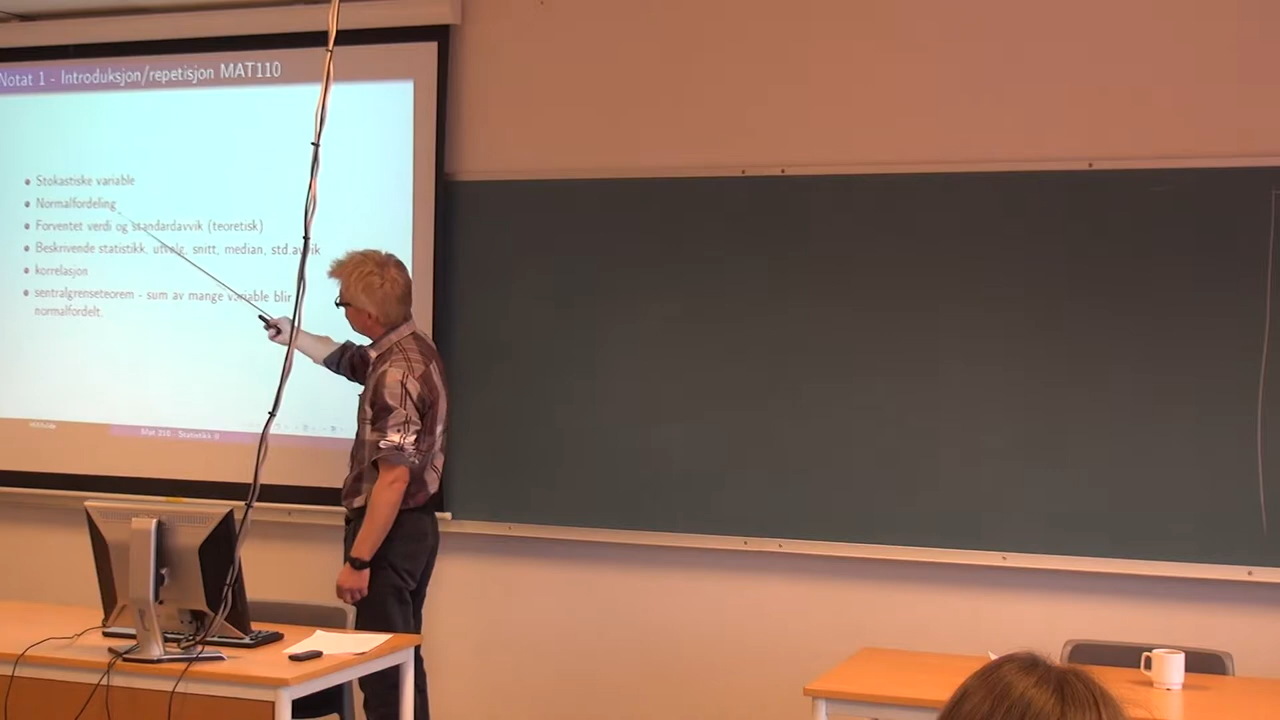 Notat 1 - Introduksjon/repetisjon MAT110
Stokastiske variable
Normalfordeling
Forventet verdi og standardavvik (teoretisk)
Beskrivende statistikk, utvalg, snitt, median, std.avvik
korrelasjon
sentralgrenseteorem - sum av mange variable blir
normalfordelt.
Mat 210 - Statistikk II